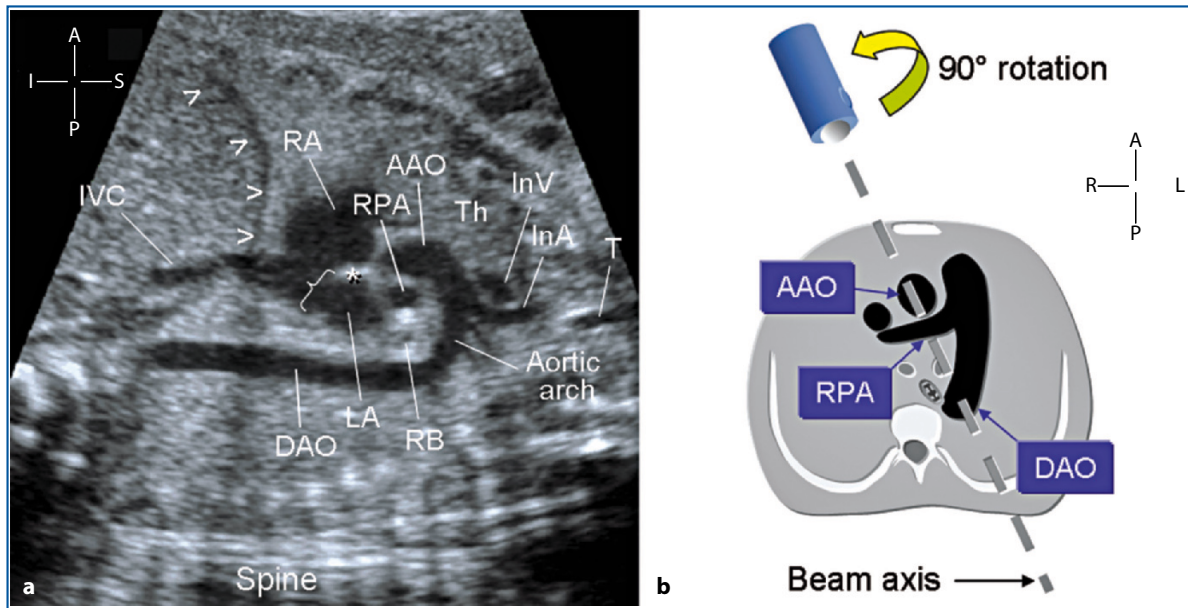 A
I S
P
RA
AAO
InV
IVC
RPA
Th
InA
T
*
Aortic
arch
LA
DAO
RB
Spine
a
90° rotation
A
R L
P
AAO
RPA
DAO
Beam axis
b